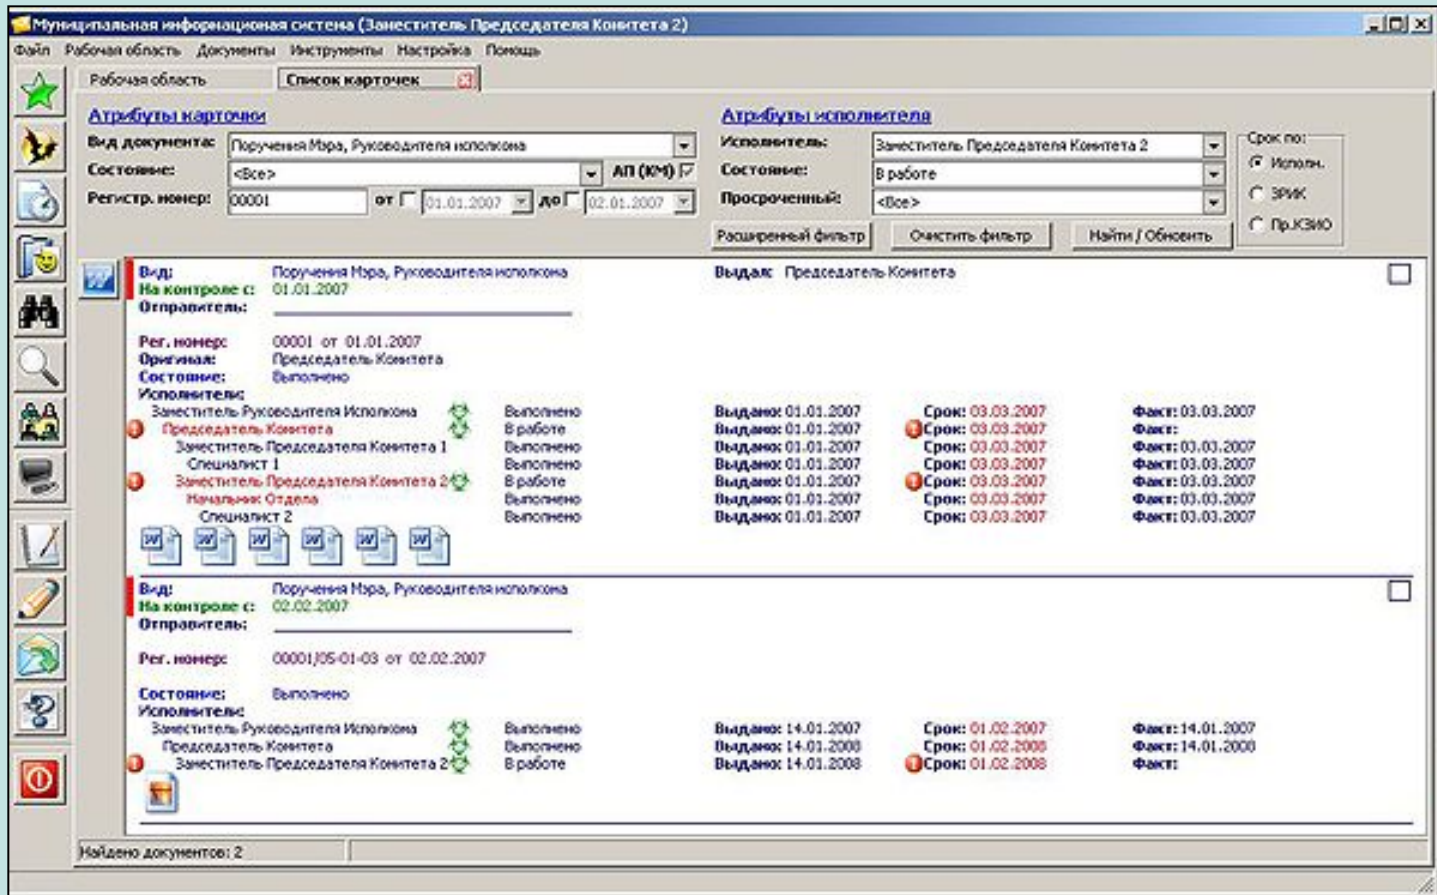 Муниципальная информационая система (Заместитель Председателя Комитета 2)
Файл Рабочая область Документы Инструменты Настройка Помощь
Рабочая область Список карточек
Атрибуты карточки Атрибуты исполнителя
Вид документа: Поручения Мэра, Руководителя исполкома Исполнитель: Заместитель Председателя Комитета 2 Срок по:
Состояние: <Все> АП (КМ) Состояние: В работе Исполн.
Регистр. номер: 00001 от 01.01.2007 до 02.01.2007 Просроченный: <Все> ЗРИК
Расширенный фильтр Очистить фильтр Найти / Обновить Пр.КЗИО
Вид: Поручения Мэра, Руководителя исполкома Выдал: Председатель Комитета
На контроле с: 01.01.2007
Отправитель:
Рег. номер: 00001 от 01.01.2007
Оригинал: Председатель Комитета
Состояние: Выполнено
Исполнители:
Заместитель Руководителя Исполкома Выполнено Выдано: 01.01.2007 Срок: 03.03.2007 Факт: 03.03.2007
Председатель Комитета В работе Выдано: 01.01.2007 Срок: 03.03.2007 Факт:
Заместитель Председателя Комитета 1 Выполнено Выдано: 01.01.2007 Срок: 03.03.2007 Факт: 03.03.2007
Специалист 1 Выполнено Выдано: 01.01.2007 Срок: 03.03.2007 Факт: 03.03.2007
Заместитель Председателя Комитета 2 В работе Выдано: 01.01.2007 Срок: 03.03.2007 Факт: 03.03.2007
Начальник Отдела Выполнено Выдано: 01.01.2007 Срок: 03.03.2007 Факт: 03.03.2007
Специалист 2 Выполнено Выдано: 01.01.2007 Срок: 03.03.2007 Факт: 03.03.2007
Вид: Поручения Мэра, Руководителя исполкома
На контроле с: 02.02.2007
Отправитель:
Рег. номер: 00001/05-01-03 от 02.02.2007
Состояние: Выполнено
Исполнители:
Заместитель Руководителя Исполкома Выполнено Выдано: 14.01.2007 Срок: 01.02.2007 Факт: 14.01.2007
Председатель Комитета Выполнено Выдано: 14.01.2008 Срок: 01.02.2008 Факт: 14.01.2008
Заместитель Председателя Комитета 2 В работе Выдано: 14.01.2008 Срок: 01.02.2008 Факт:
Найдено документов: 2